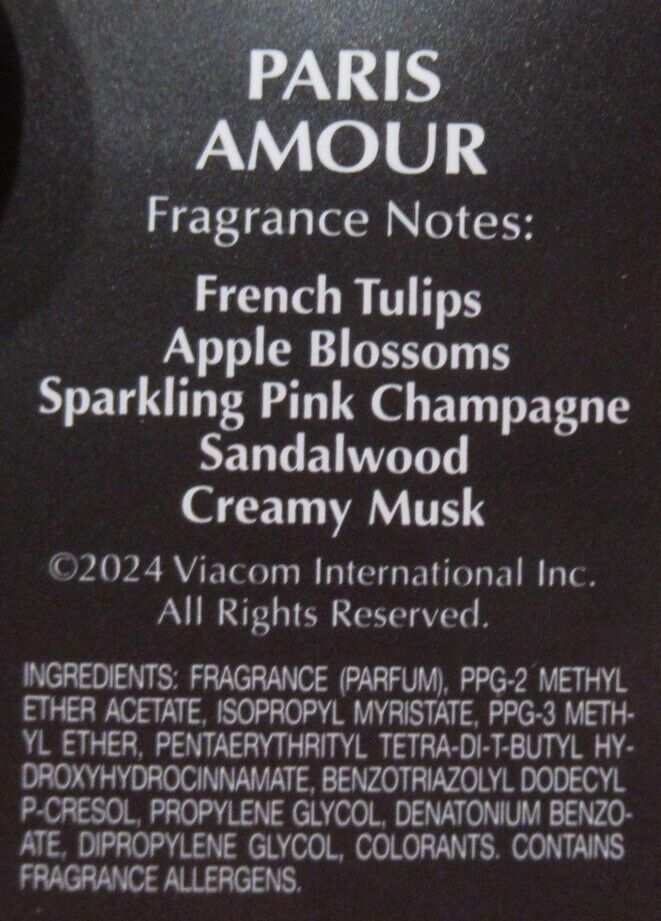 PARIS
AMOUR
Fragrance Notes:
French Tulips
Apple Blossoms
Sparkling Pink Champagne
Sandalwood
Creamy Musk
©2024 Viacom International Inc.
All Rights Reserved.
INGREDIENTS: FRAGRANCE (PARFUM), PPG-2 METHYL
ETHER ACETATE, ISOPROPYL MYRISTATE, PPG-3 METH-
YL ETHER, PENTAERYTHRITYL TETRA-DI-T-BUTYL HY-
DROXYHYDROCINNAMATE, BENZOTRIAZOLYL DODECYL
P-CRESOL, PROPYLENE GLYCOL, DENATONIUM BENZO-
ATE, DIPROPYLENE GLYCOL, COLORANTS. CONTAINS
FRAGRANCE ALLERGENS.